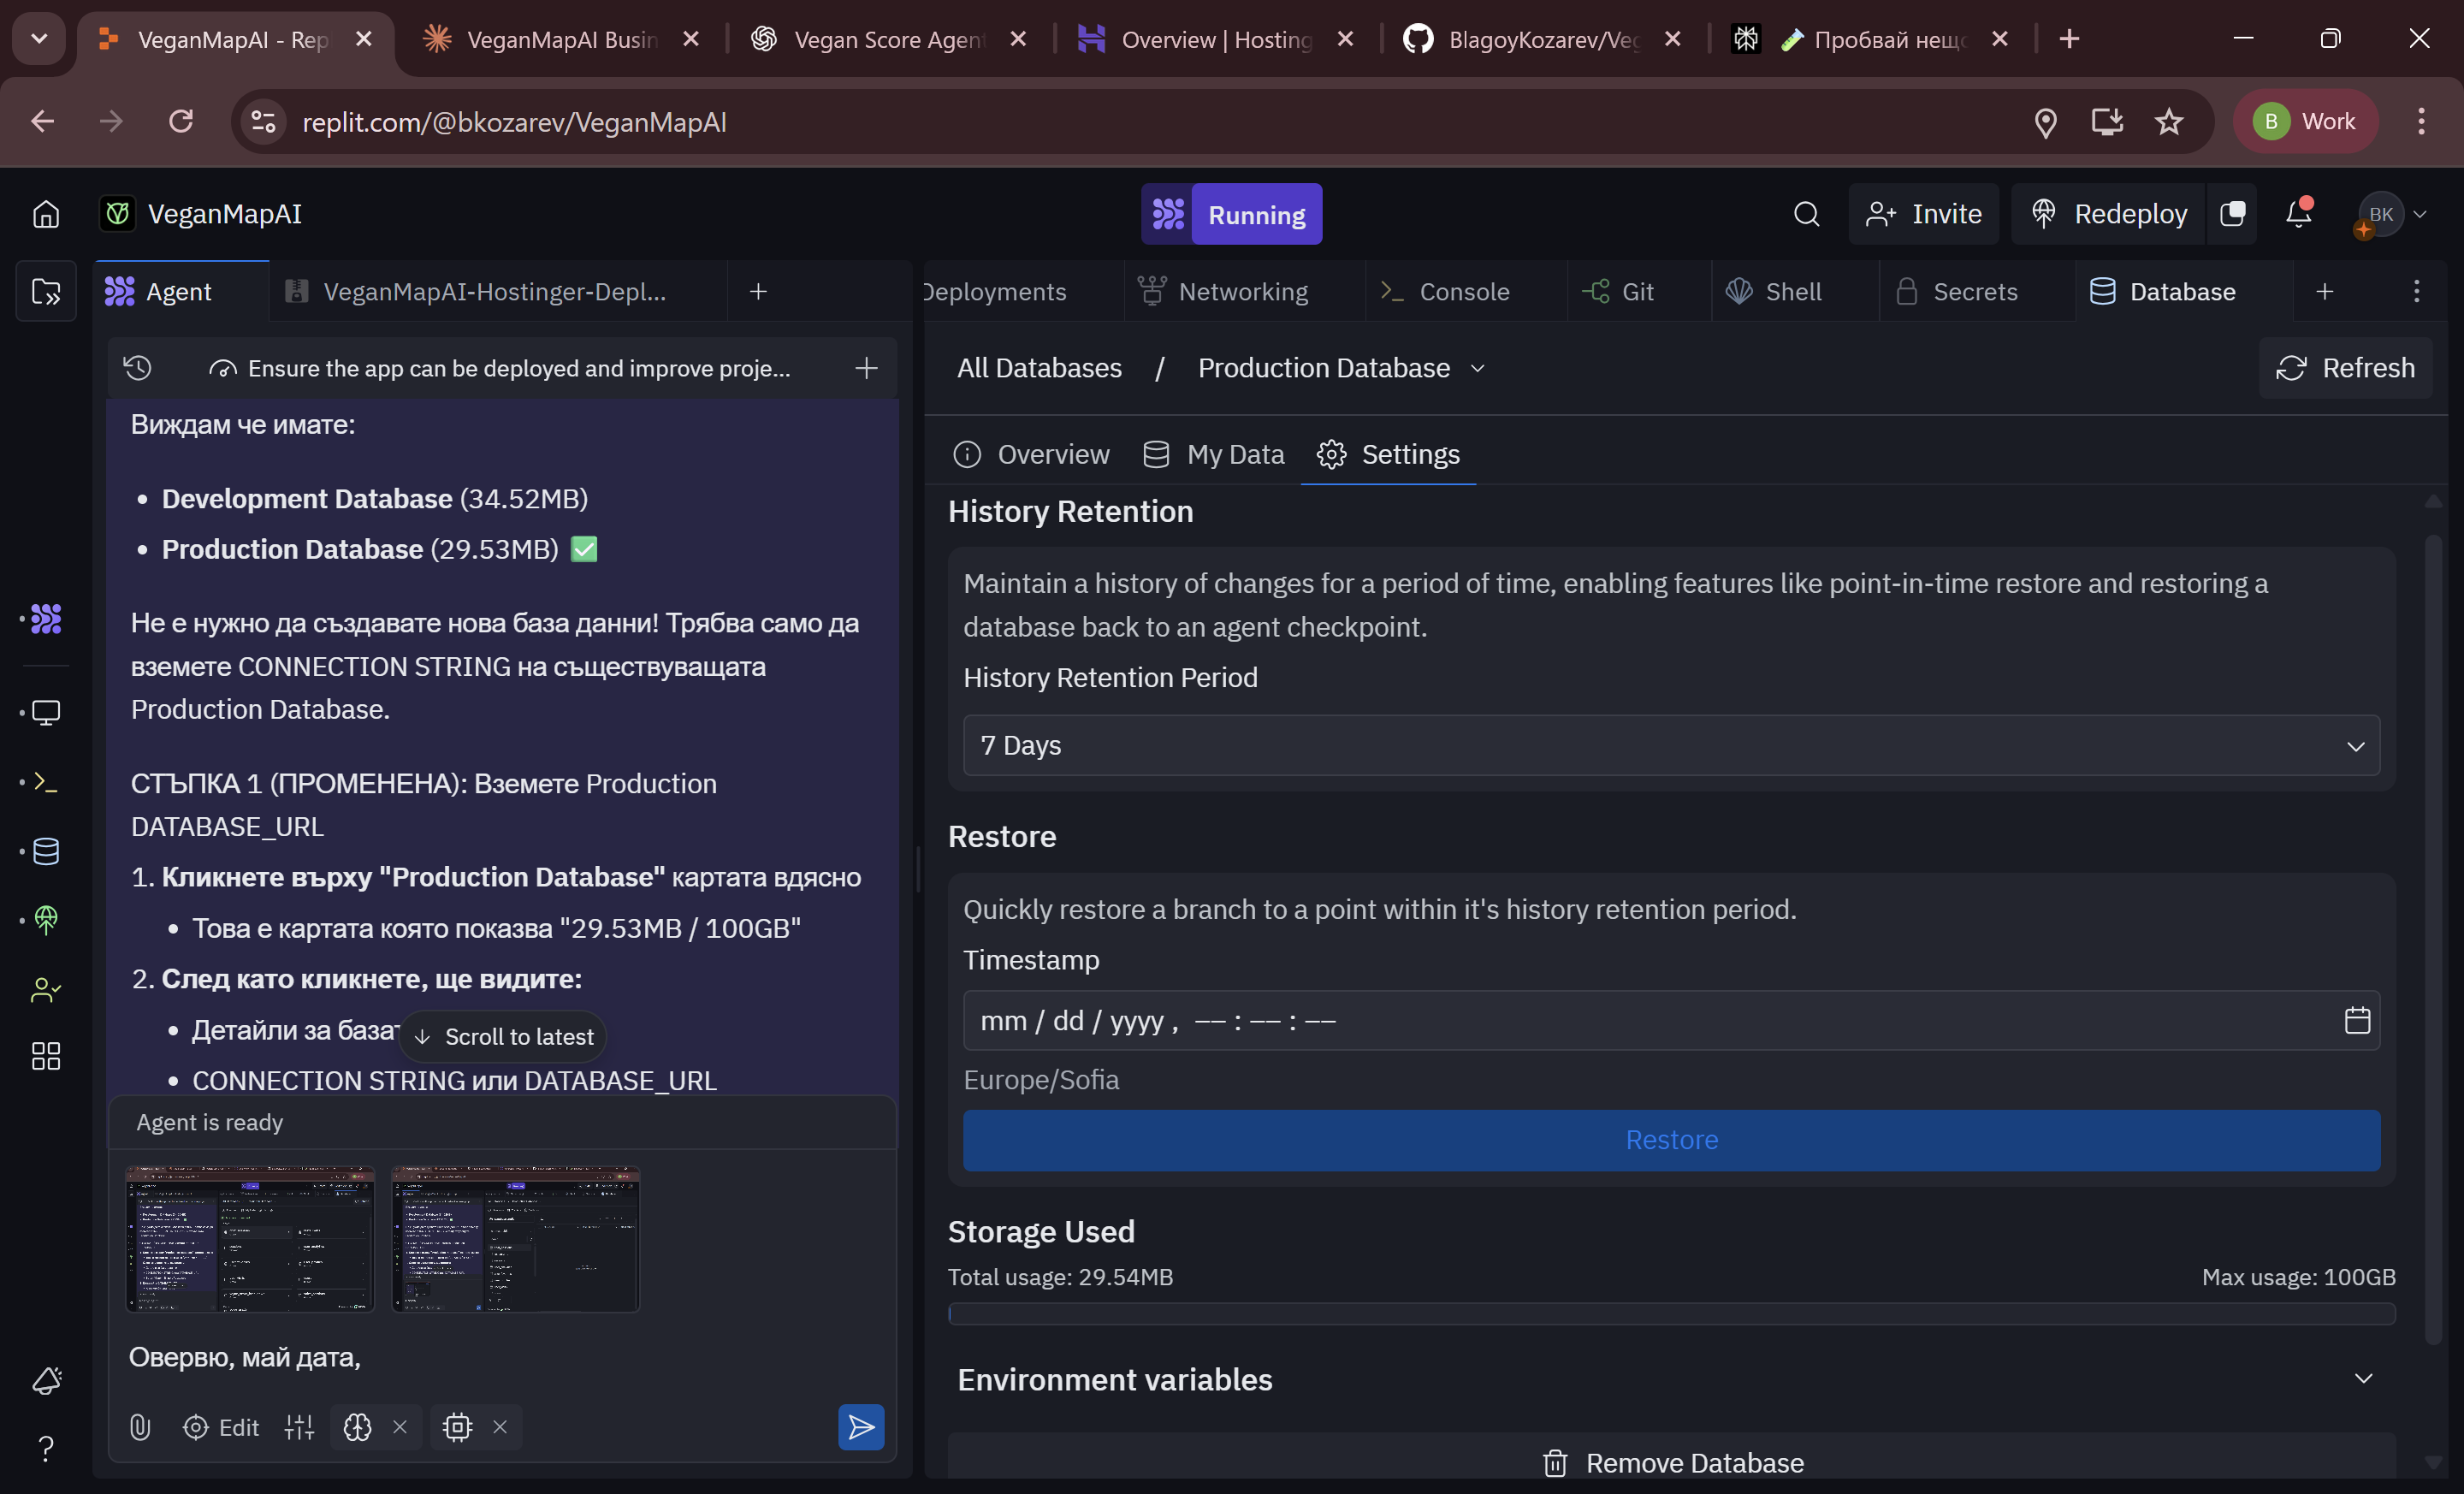 VeganMapAI - Rep
VeganMapAI Busin
Vegan Score Agent
Overview | Hosting
BlagoyKozarev/Veg
Пробвай нещо
replit.com/@bkozarev/VeganMapAI
B
Work
VeganMapAI
Running
Invite
Redeploy
BK
Agent
VeganMapAI-Hostinger-Depl...
Deployments
Networking
Console
Git
Shell
Secrets
Database
Ensure the app can be deployed and improve proje...
Виждам че имате:
• Development Database (34.52MB)
• Production Database (29.53MB) ✅
Не е нужно да създавате нова база данни! Трябва само да
вземете CONNECTION STRING на съществуващата
Production Database.
СТЪПКА 1 (ПРОМЕНЕНА): Вземете Production
DATABASE_URL
1. Кликнете върху "Production Database" картата вдясно
• Това е картата която показва "29.53MB / 100GB"
2. След като кликнете, ще видите:
• Детайли за базат
Scroll to latest
• CONNECTION STRING или DATABASE_URL
Agent is ready
Овервю, май дата,
Edit
All Databases / Production Database
Refresh
Overview
My Data
Settings
History Retention
Maintain a history of changes for a period of time, enabling features like point-in-time restore and restoring a
database back to an agent checkpoint.
History Retention Period
7 Days
Restore
Quickly restore a branch to a point within it's history retention period.
Timestamp
mm / dd / yyyy , –– : –– : ––
Europe/Sofia
Restore
Storage Used
Total usage: 29.54MB
Max usage: 100GB
Environment variables
Remove Database